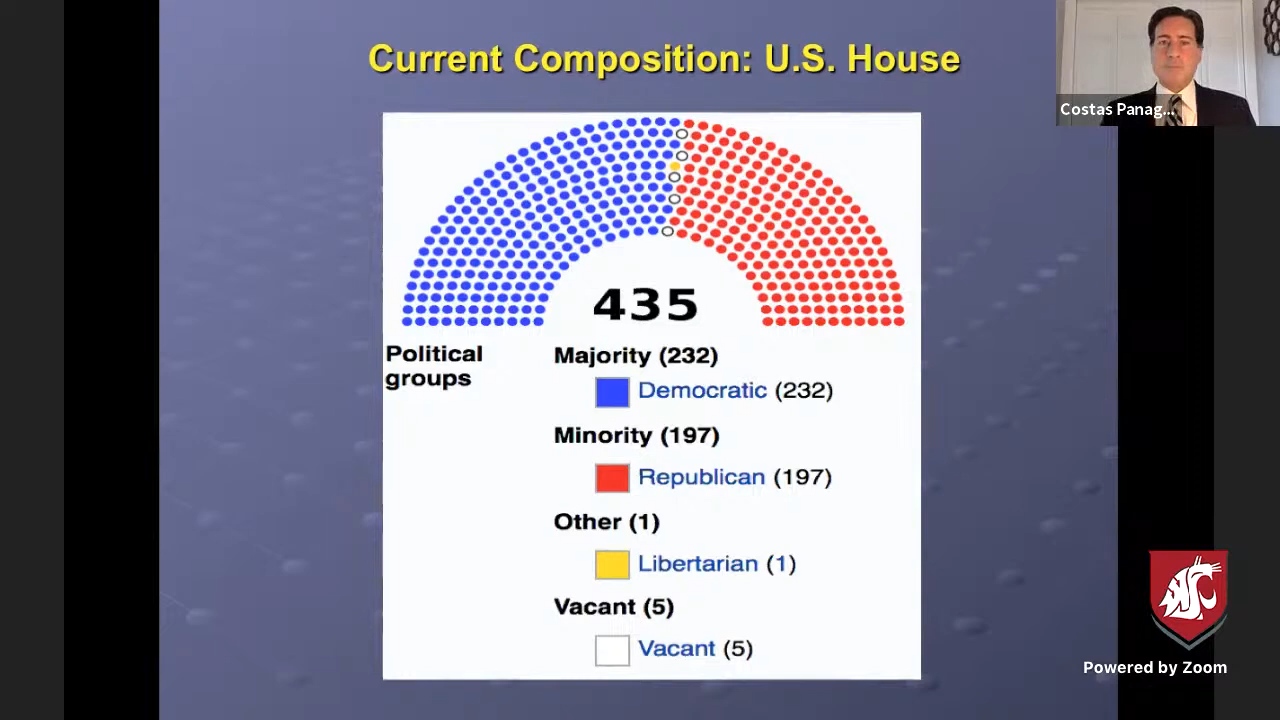 Current Composition: U.S. House
Costas Panag...
435
Political
groups
Majority (232)
Democratic (232)
Minority (197)
Republican (197)
Other (1)
Libertarian (1)
Vacant (5)
Vacant (5)
Powered by Zoom